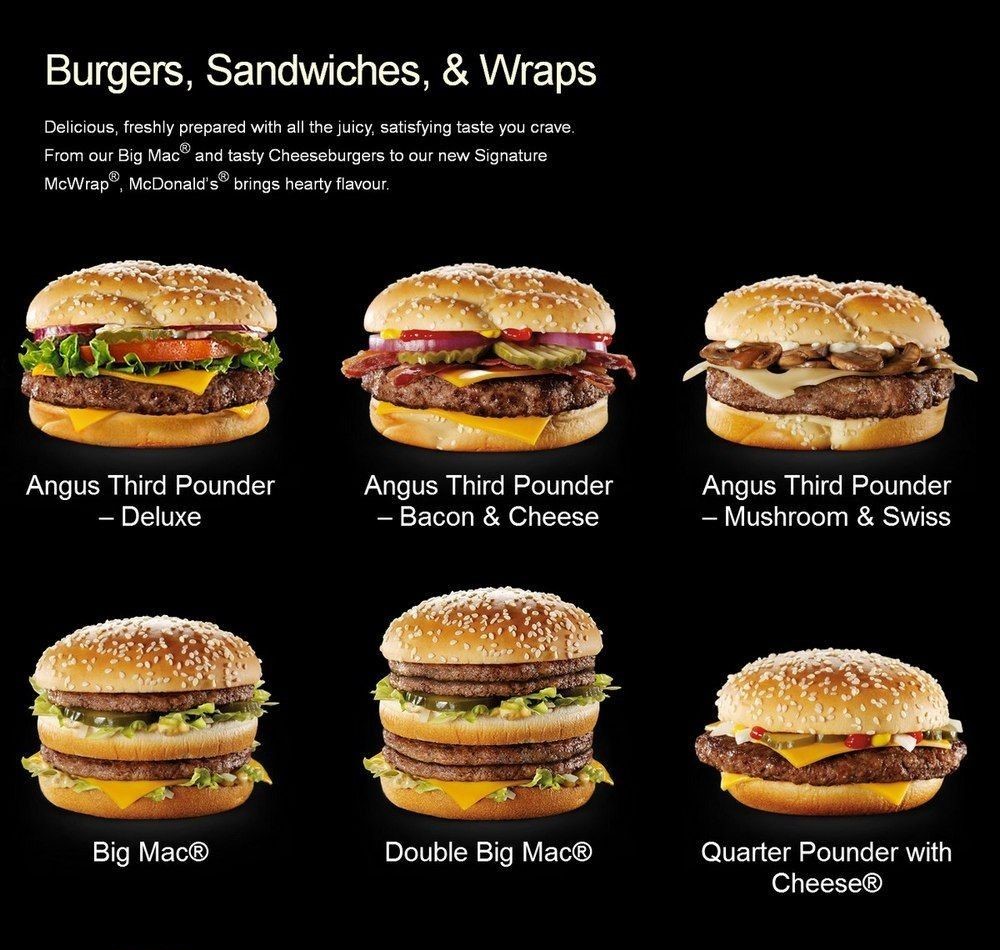 Burgers, Sandwiches, & Wraps
Delicious, freshly prepared with all the juicy, satisfying taste you crave.
From our Big Mac® and tasty Cheeseburgers to our new Signature
McWrap®, McDonald's® brings hearty flavour.
Angus Third Pounder
– Deluxe
Angus Third Pounder
– Bacon & Cheese
Angus Third Pounder
– Mushroom & Swiss
Big Mac®
Double Big Mac®
Quarter Pounder with
Cheese®